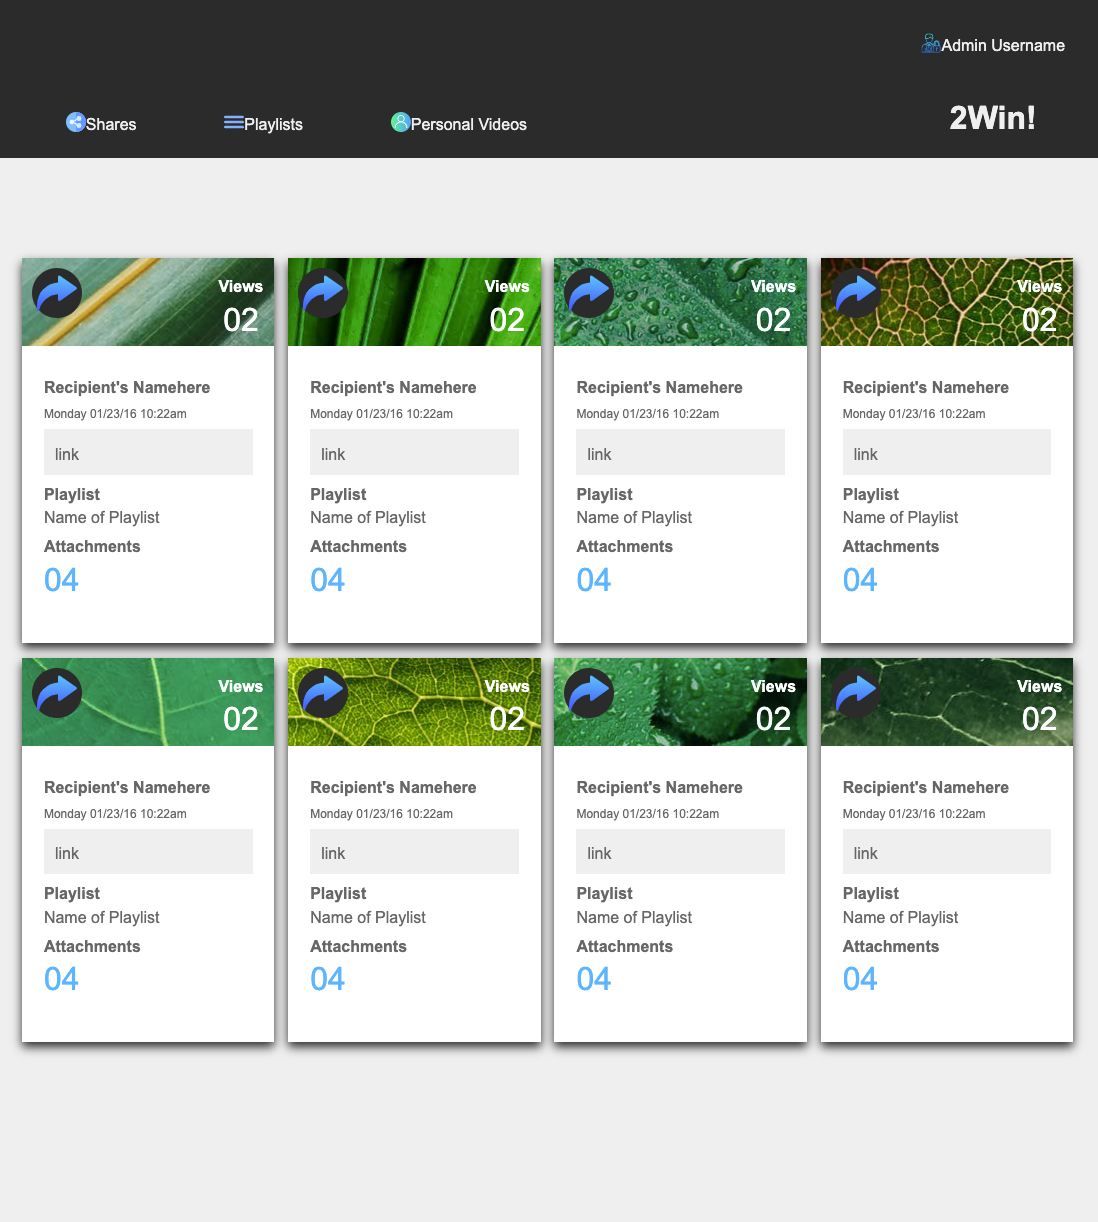 Admin Username
Shares Playlists Personal Videos 2Win!
Views Views Views Views
02 02 02 02
Recipient's Namehere Recipient's Namehere Recipient's Namehere Recipient's Namehere
Monday 01/23/16 10:22am Monday 01/23/16 10:22am Monday 01/23/16 10:22am Monday 01/23/16 10:22am
link link link link
Playlist Playlist Playlist Playlist
Name of Playlist Name of Playlist Name of Playlist Name of Playlist
Attachments Attachments Attachments Attachments
04 04 04 04
Views Views Views Views
02 02 02 02
Recipient's Namehere Recipient's Namehere Recipient's Namehere Recipient's Namehere
Monday 01/23/16 10:22am Monday 01/23/16 10:22am Monday 01/23/16 10:22am Monday 01/23/16 10:22am
link link link link
Playlist Playlist Playlist Playlist
Name of Playlist Name of Playlist Name of Playlist Name of Playlist
Attachments Attachments Attachments Attachments
04 04 04 04